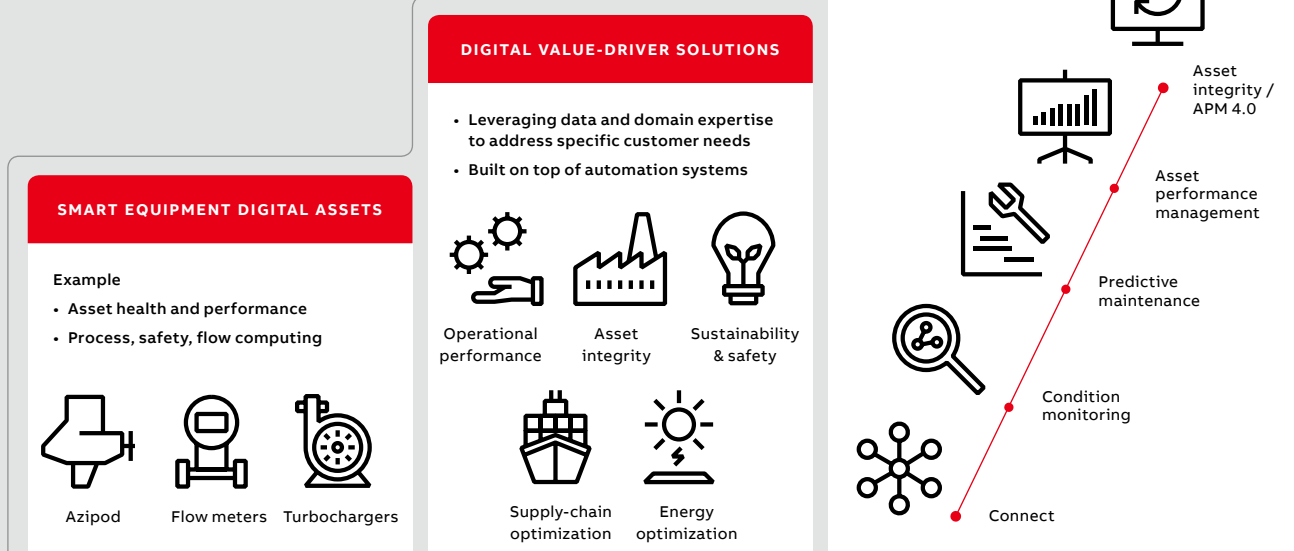 SMART EQUIPMENT DIGITAL ASSETS
Example
• Asset health and performance
• Process, safety, flow computing
Azipod
Flow meters
Turbochargers
DIGITAL VALUE-DRIVER SOLUTIONS
• Leveraging data and domain expertise
to address specific customer needs
• Built on top of automation systems
Operational
performance
Asset
integrity
Sustainability
& safety
Supply-chain
optimization
Energy
optimization
Asset
integrity /
APM 4.0
Asset
performance
management
Predictive
maintenance
Condition
monitoring
Connect